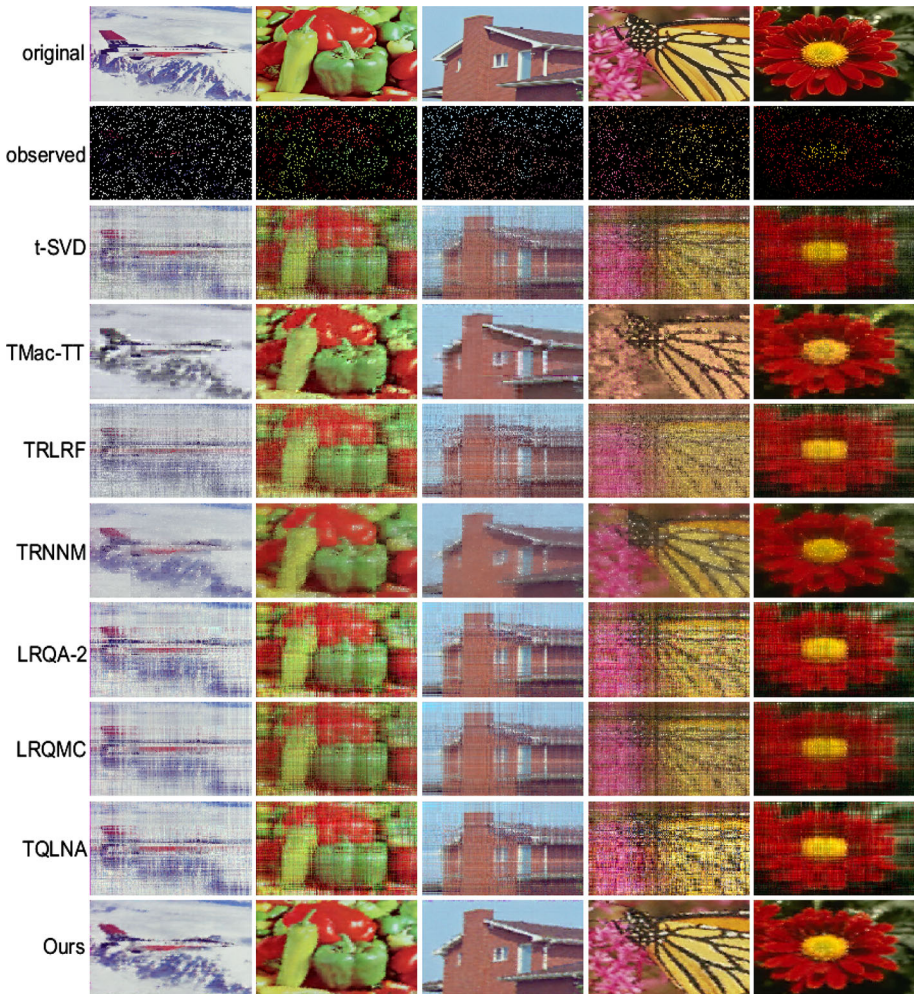 original
observed
t-SVD
TMac-TT
TRLRF
TRNNM
LRQA-2
LRQMC
TQLNA
Ours